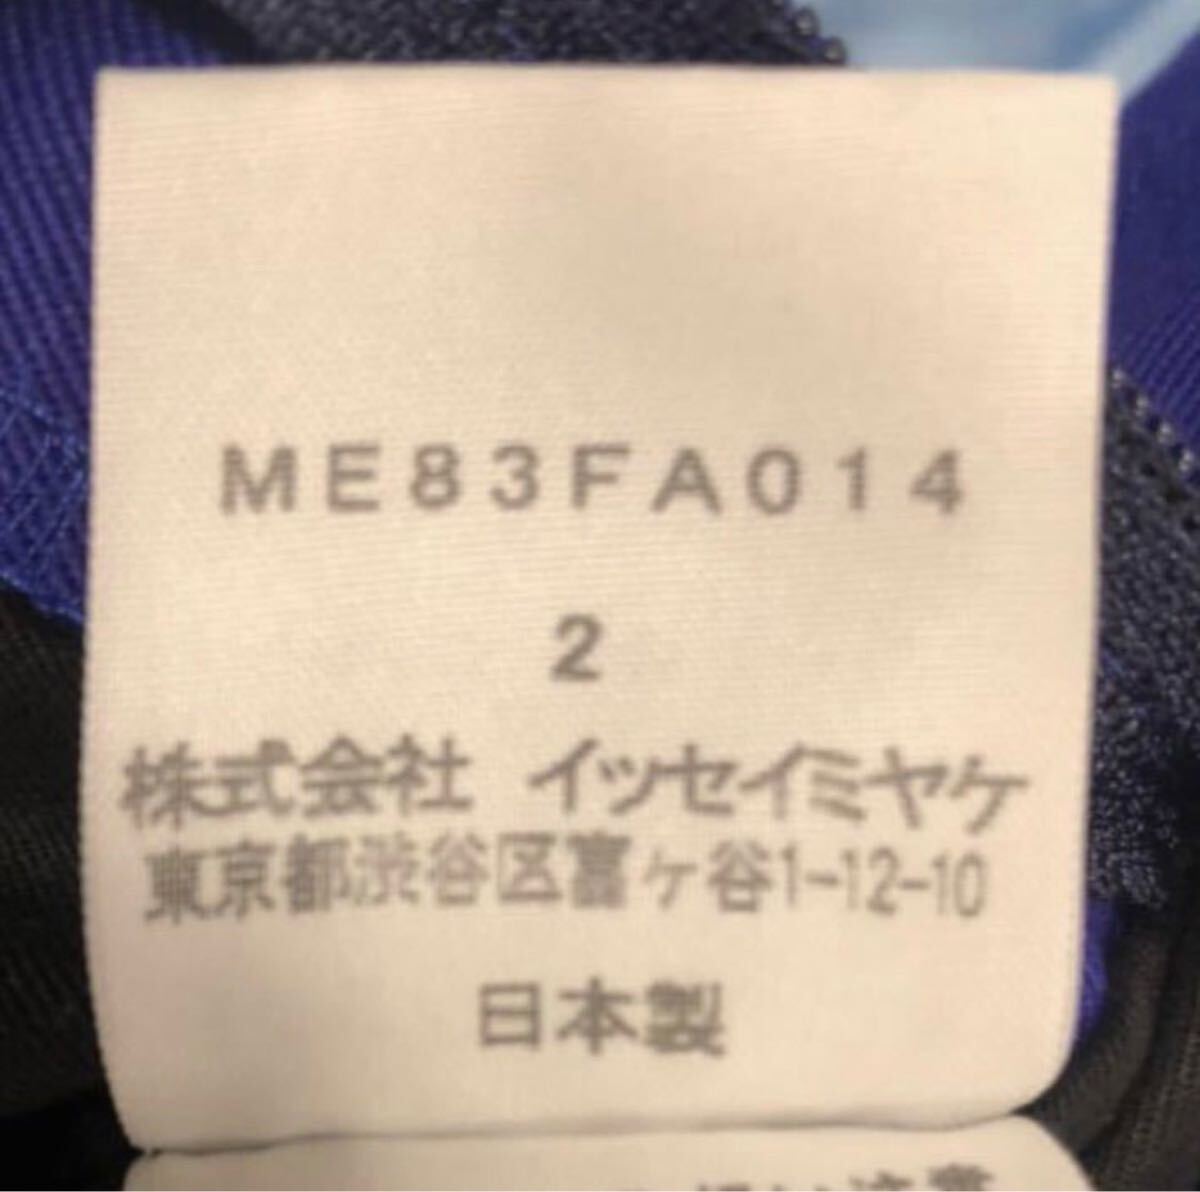 ME83FA014
2
株式会社 イッセイミヤケ
東京都渋谷区富ヶ谷1-12-10
日本製